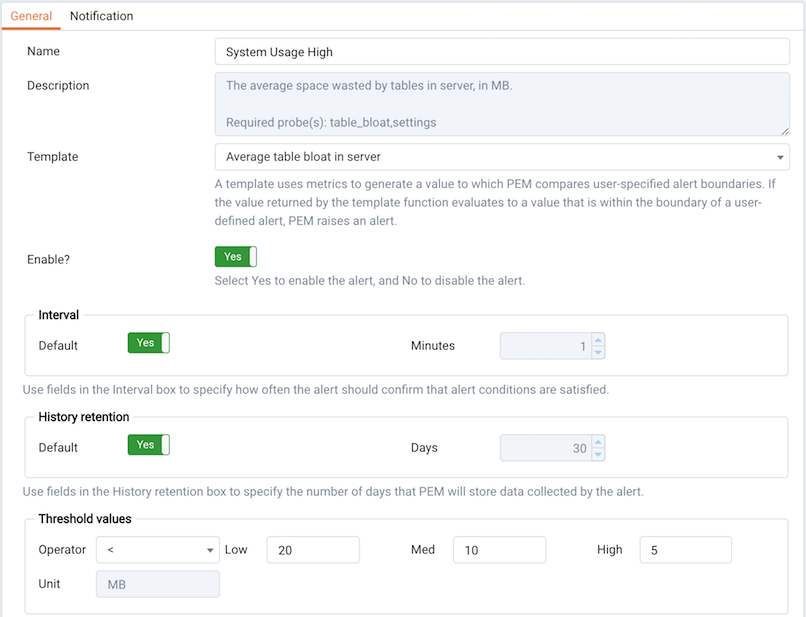 General Notification
Name System Usage High
Description The average space wasted by tables in server, in MB.
Required probe(s): table_bloat,settings
Template Average table bloat in server
A template uses metrics to generate a value to which PEM compares user-specified alert boundaries. If
the value returned by the template function evaluates to a value that is within the boundary of a user-
defined alert, PEM raises an alert.
Enable? Yes
Select Yes to enable the alert, and No to disable the alert.
Interval
Default Yes Minutes 1
Use fields in the Interval box to specify how often the alert should confirm that alert conditions are satisfied.
History retention
Default Yes Days 30
Use fields in the History retention box to specify the number of days that PEM will store data collected by the alert.
Threshold values
Operator < Low 20 Med 10 High 5
Unit MB